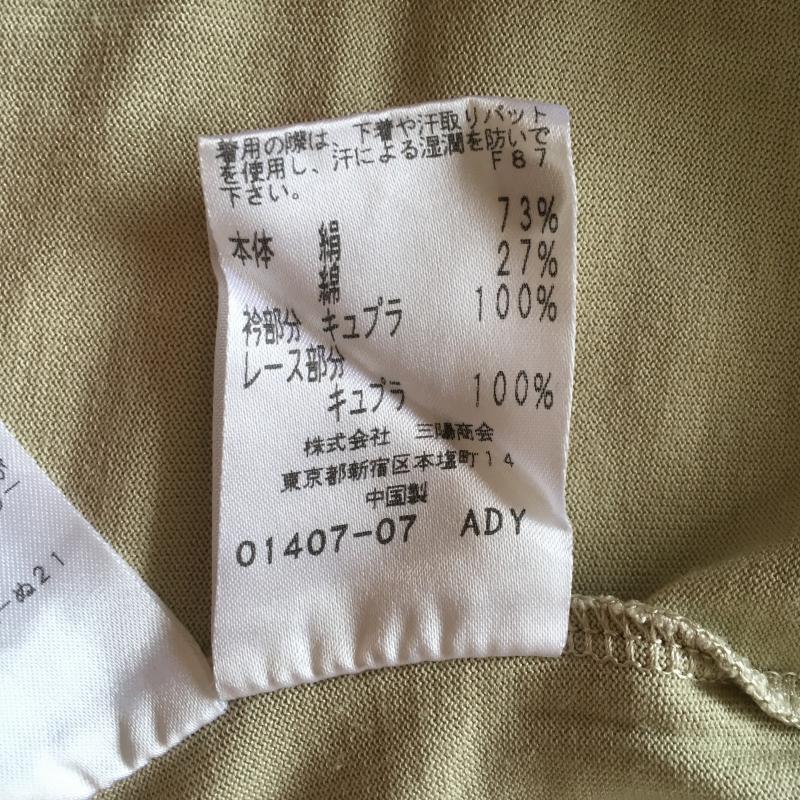 着用の際は、下着や汗取りパット
を使用し、汗による湿潤を防いで
下さい。 F87
本体 絹 73%
綿 27%
衿部分 キュプラ 100%
レース部分
キュプラ 100%
株式会社 三陽商会
東京都新宿区本塩町14
中国製
01407-07 ADY
ぬ21